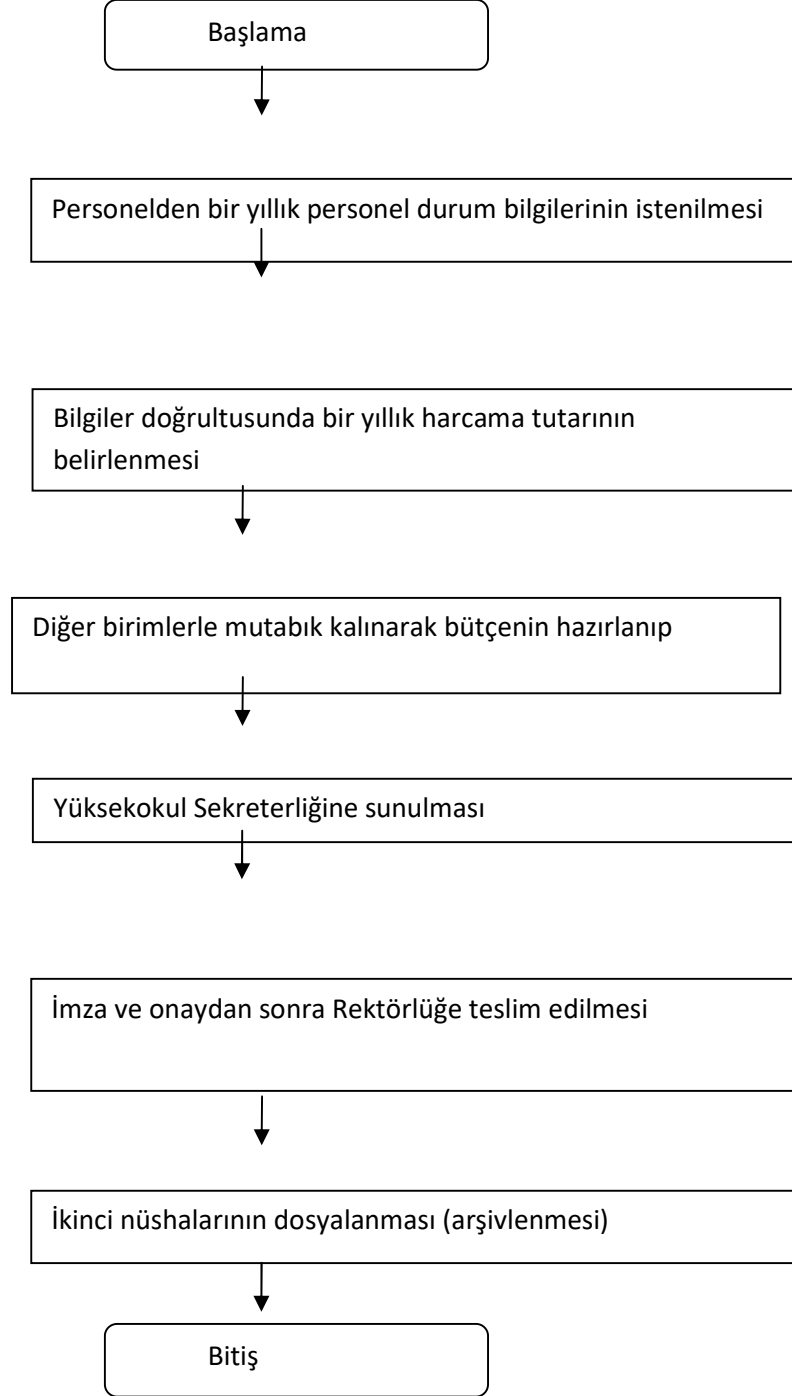 Başlama
Personelden bir yıllık personel durum bilgilerinin istenilmesi
Bilgiler doğrultusunda bir yıllık harcama tutarının
belirlenmesi
Diğer birimlerle mutabık kalınarak bütçenin hazırlanıp
Yüksekokul Sekreterliğine sunulması
İmza ve onaydan sonra Rektörlüğe teslim edilmesi
İkinci nüshalarının dosyalanması (arşivlenmesi)
Bitiş